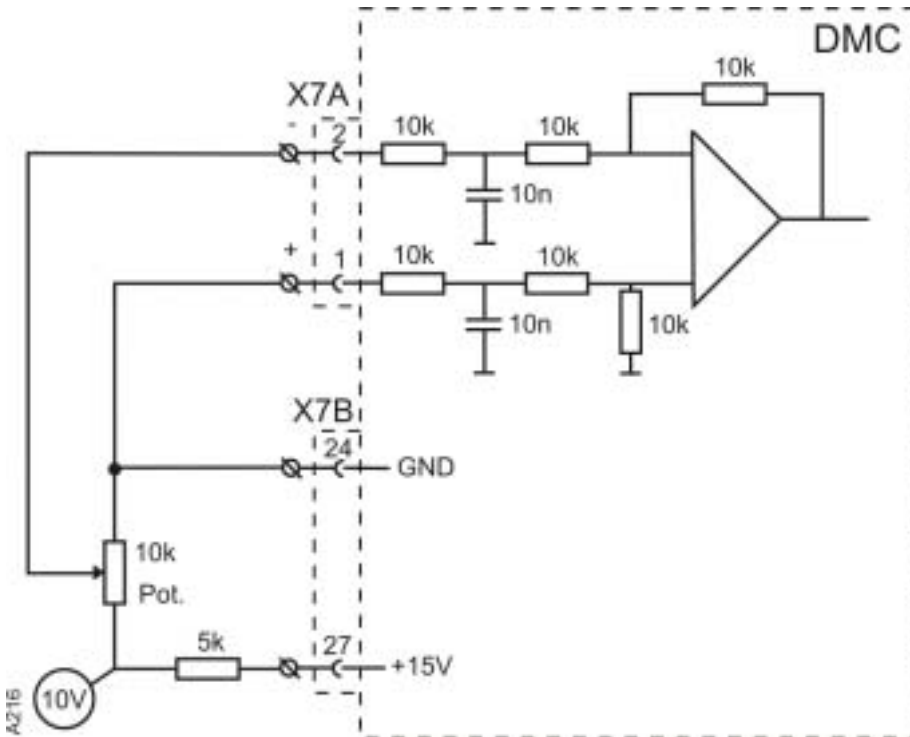 DMC
10k
X7A
-
2
10k
10k
10n
+
1
10k
10k
10n
10k
X7B
24
GND
10k
Pot.
5k
27
+15V
10V
A216